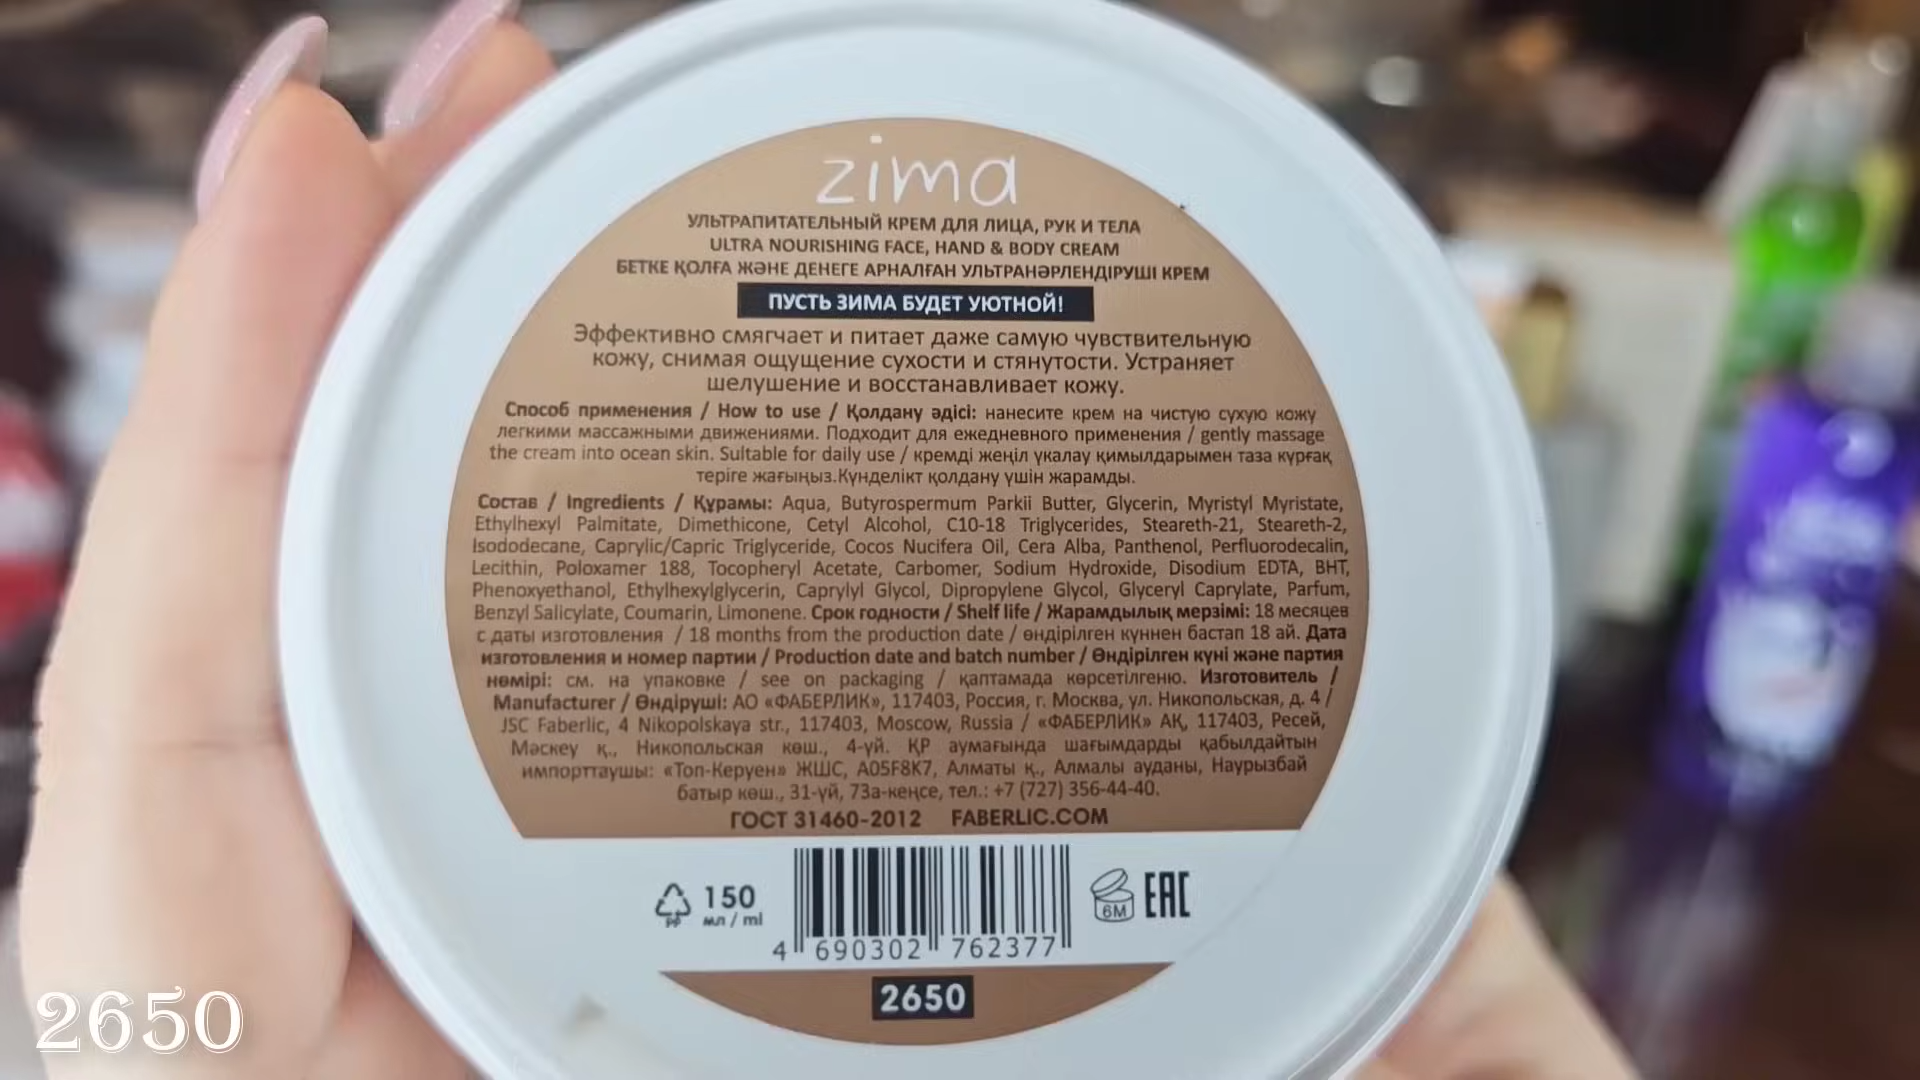 zima
УЛЬТРАПИТАТЕЛЬНЫЙ КРЕМ ДЛЯ ЛИЦА, РУК И ТЕЛА
ULTRA NOURISHING FACE, HAND & BODY CREAM
БЕТКЕ ҚОЛҒА ЖӘНЕ ДЕНЕГЕ АРНАЛҒАН УЛЬТРАНӘРЛЕНДІРУШІ КРЕМ
ПУСТЬ ЗИМА БУДЕТ УЮТНОЙ!
Эффективно смягчает и питает даже самую чувствительную
кожу, снимая ощущение сухости и стянутости. Устраняет
шелушение и восстанавливает кожу.
Способ применения / How to use / Қолдану әдісі: нанесите крем на чистую сухую кожу
легкими массажными движениями. Подходит для ежедневного применения / gently massage
the cream into ocean skin. Suitable for daily use / кремді жеңіл үкалау қимылдарымен таза құрғақ
теріге жағыңыз.Күнделікт қолдану үшін жарамды.
Состав / Ingredients / Құрамы: Aqua, Butyrospermum Parkii Butter, Glycerin, Myristyl Myristate,
Ethylhexyl Palmitate, Dimethicone, Cetyl Alcohol, C10-18 Triglycerides, Steareth-21, Steareth-2,
Isododecane, Caprylic/Capric Triglyceride, Cocos Nucifera Oil, Cera Alba, Panthenol, Perfluorodecalin,
Lecithin, Poloxamer 188, Tocopheryl Acetate, Carbomer, Sodium Hydroxide, Disodium EDTA, BHT,
Phenoxyethanol, Ethylhexylglycerin, Caprylyl Glycol, Dipropylene Glycol, Glyceryl Caprylate, Parfum,
Benzyl Salicylate, Coumarin, Limonene. Срок годности / Shelf life / Жарамдылық мерзімі: 18 месяцев
с даты изготовления / 18 months from the production date / өндірілген күннен бастап 18 ай. Дата
изготовления и номер партии / Production date and batch number / Өндірілген күні және партия
нөмірі: см. на упаковке / see on packaging / қаптамада көрсетілгеню. Изготовитель /
Manufacturer / Өндіруші: АО «ФАБЕРЛИК», 117403, Россия, г. Москва, ул. Никопольская, д. 4 /
JSC Faberlic, 4 Nikopolskaya str., 117403, Moscow, Russia / «ФАБЕРЛИК» АҚ, 117403, Ресей,
Мәскеу қ., Никопольская көш., 4-үй. ҚР аумағында шағымдарды қабылдайтын
импорттаушы: «Топ-Керуен» ЖШС, A05F8K7, Алматы қ., Алмалы ауданы, Наурызбай
батыр көш., 31-үй, 73а-кеңсе, тел.: +7 (727) 356-44-40.
ГОСТ 31460-2012 FABERLIC.COM
PP 150 мл / ml
6M EAC
4 690302 762377
2650
2650